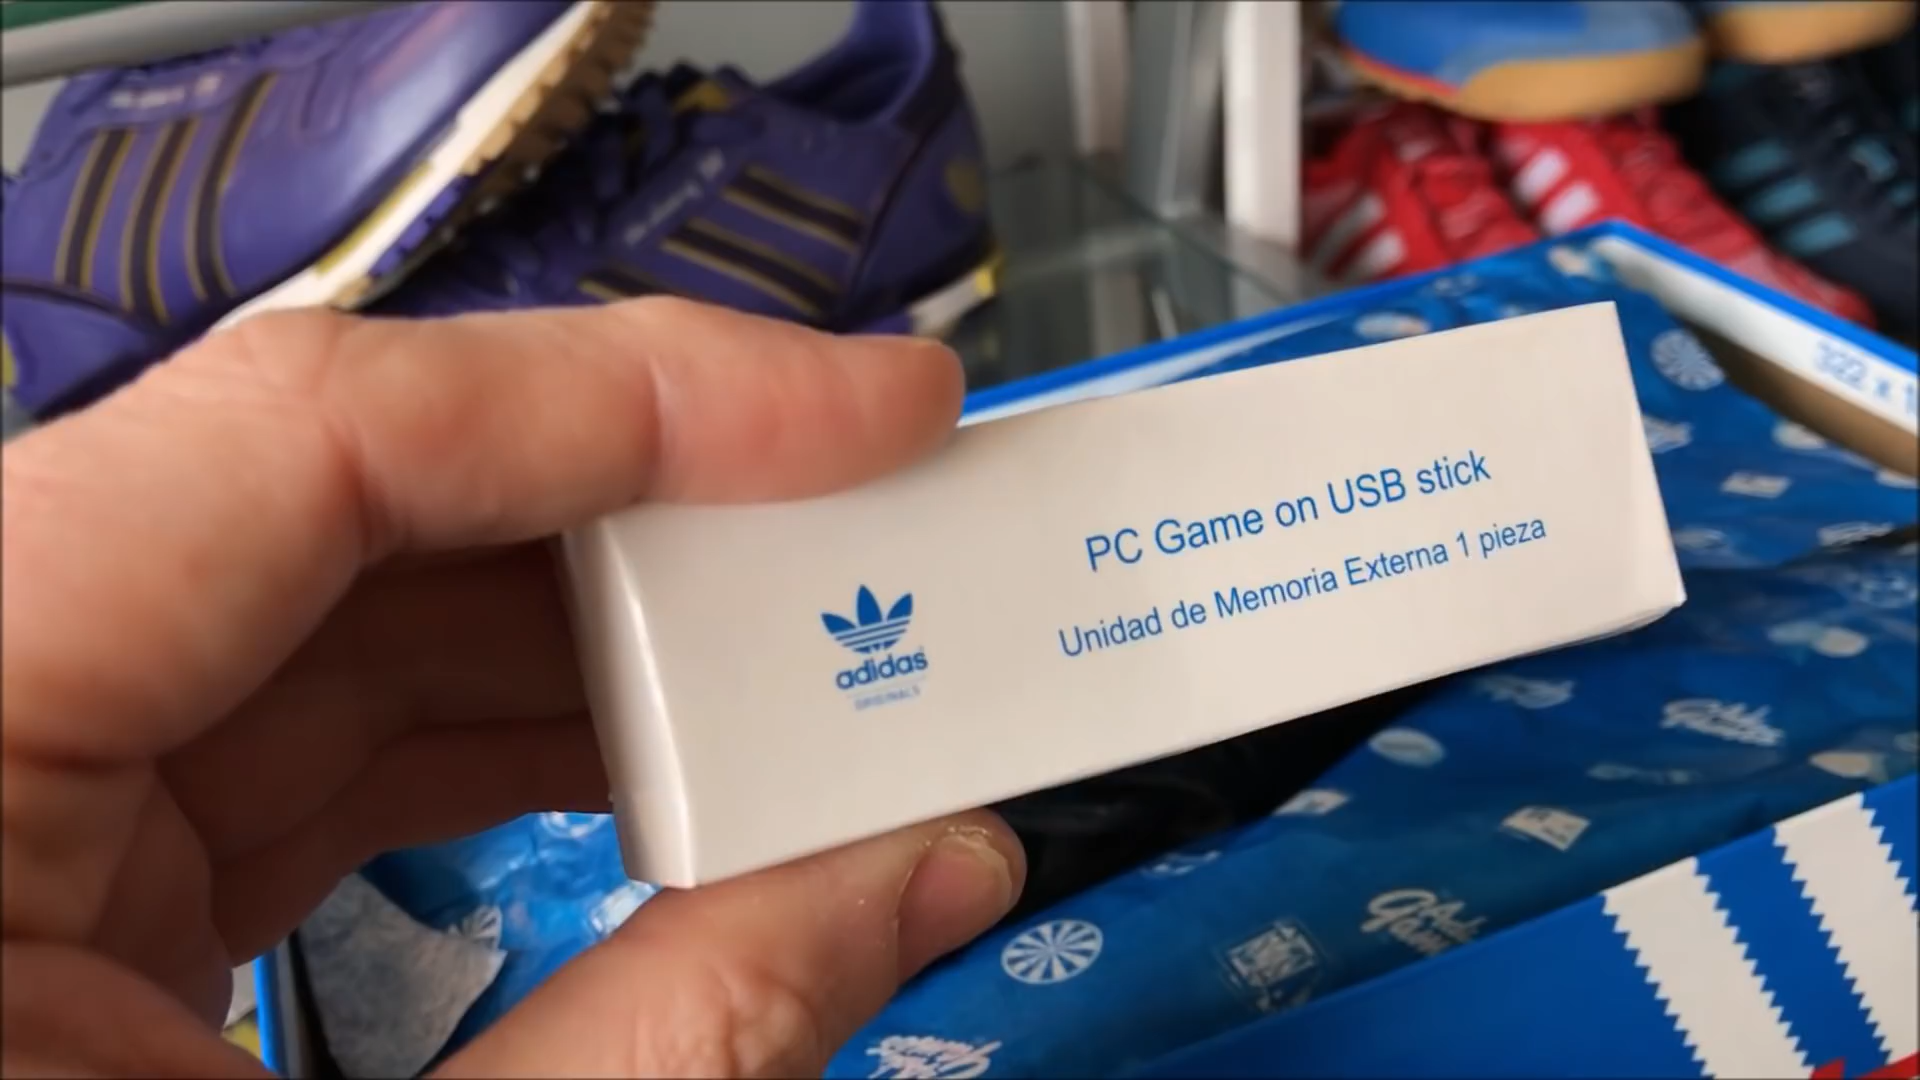 PC Game on USB stick
Unidad de Memoria Externa 1 pieza
adidas
ORIGINALS